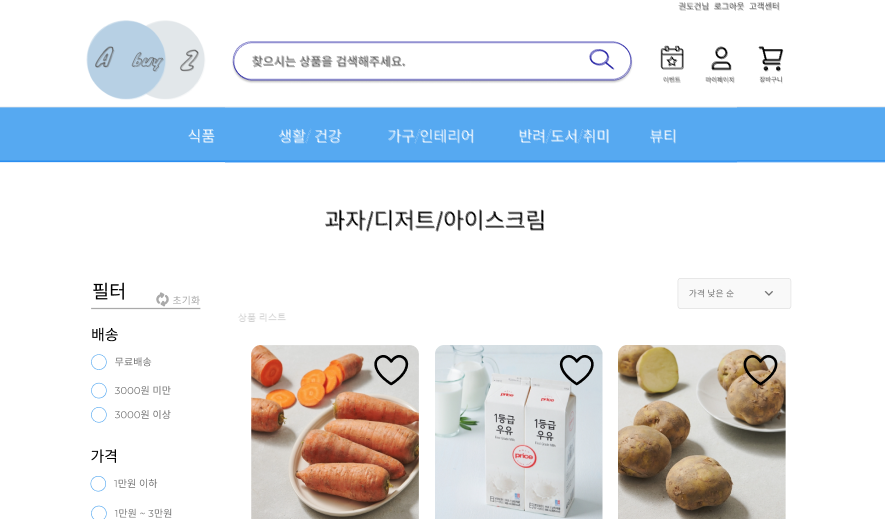 권도건님 로그아웃 고객센터
A buny Z
찾으시는 상품을 검색해주세요.
이벤트 마이페이지 장바구니
식품 생활/ 건강 가구/인테리어 반려/도서/취미 뷰티
과자/디저트/아이스크림
필터
초기화
가격 낮은 순
상품 리스트
배송
무료배송
3000원 미만
3000원 이상
가격
1만원 이하
1만원 ~ 3만원
price
price
1등급
우유
1등급
우유
price